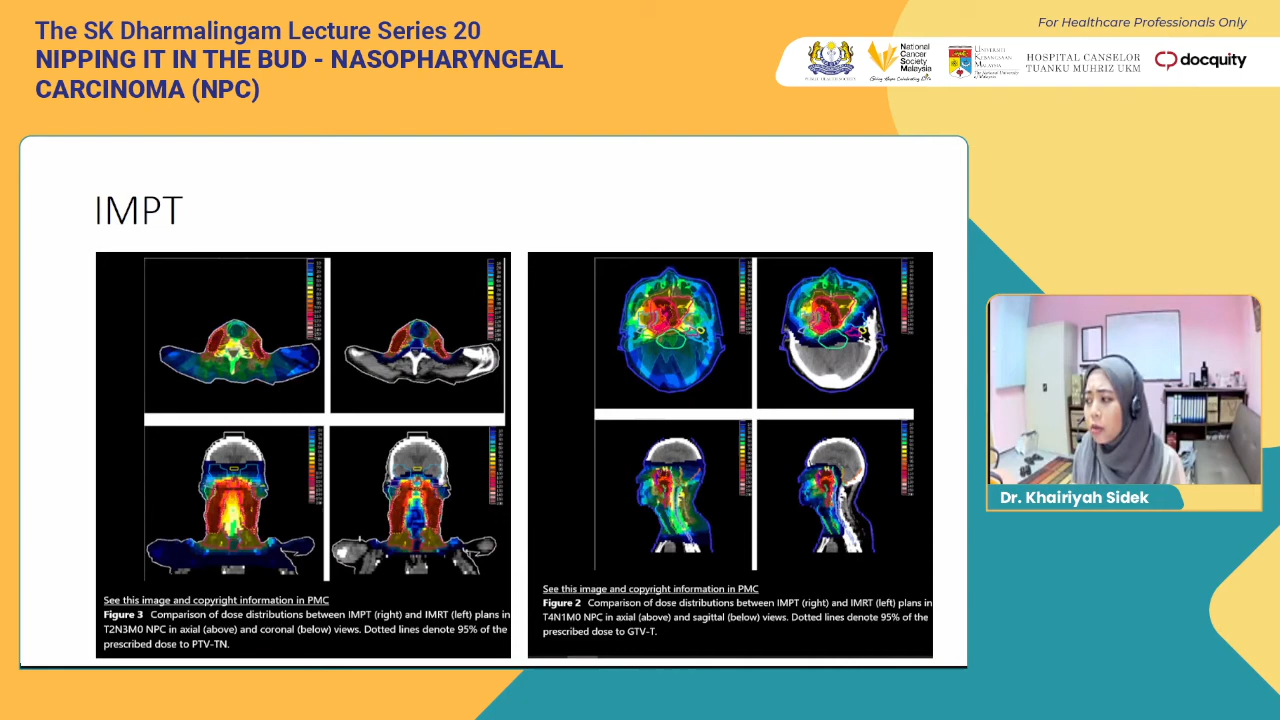 The SK Dharmalingam Lecture Series 20
NIPPING IT IN THE BUD - NASOPHARYNGEAL
CARCINOMA (NPC)
For Healthcare Professionals Only
National
Cancer
Society
Malaysia
UNIVERSITI
KEBANGSAAN
MALAYSIA
HOSPITAL CANSELOR
TUANKU MUHRIZ UKM
docquity
IMPT
See this image and copyright information in PMC
Figure 3 Comparison of dose distributions between IMPT (right) and IMRT (left) plans in
T2N3M0 NPC in axial (above) and coronal (below) views. Dotted lines denote 95% of the
prescribed dose to PTV-TN.
See this image and copyright information in PMC
Figure 2 Comparison of dose distributions between IMPT (right) and IMRT (left) plans in
T4N1M0 NPC in axial (above) and sagittal (below) views. Dotted lines denote 95% of the
prescribed dose to GTV-T.
Dr. Khairiyah Sidek